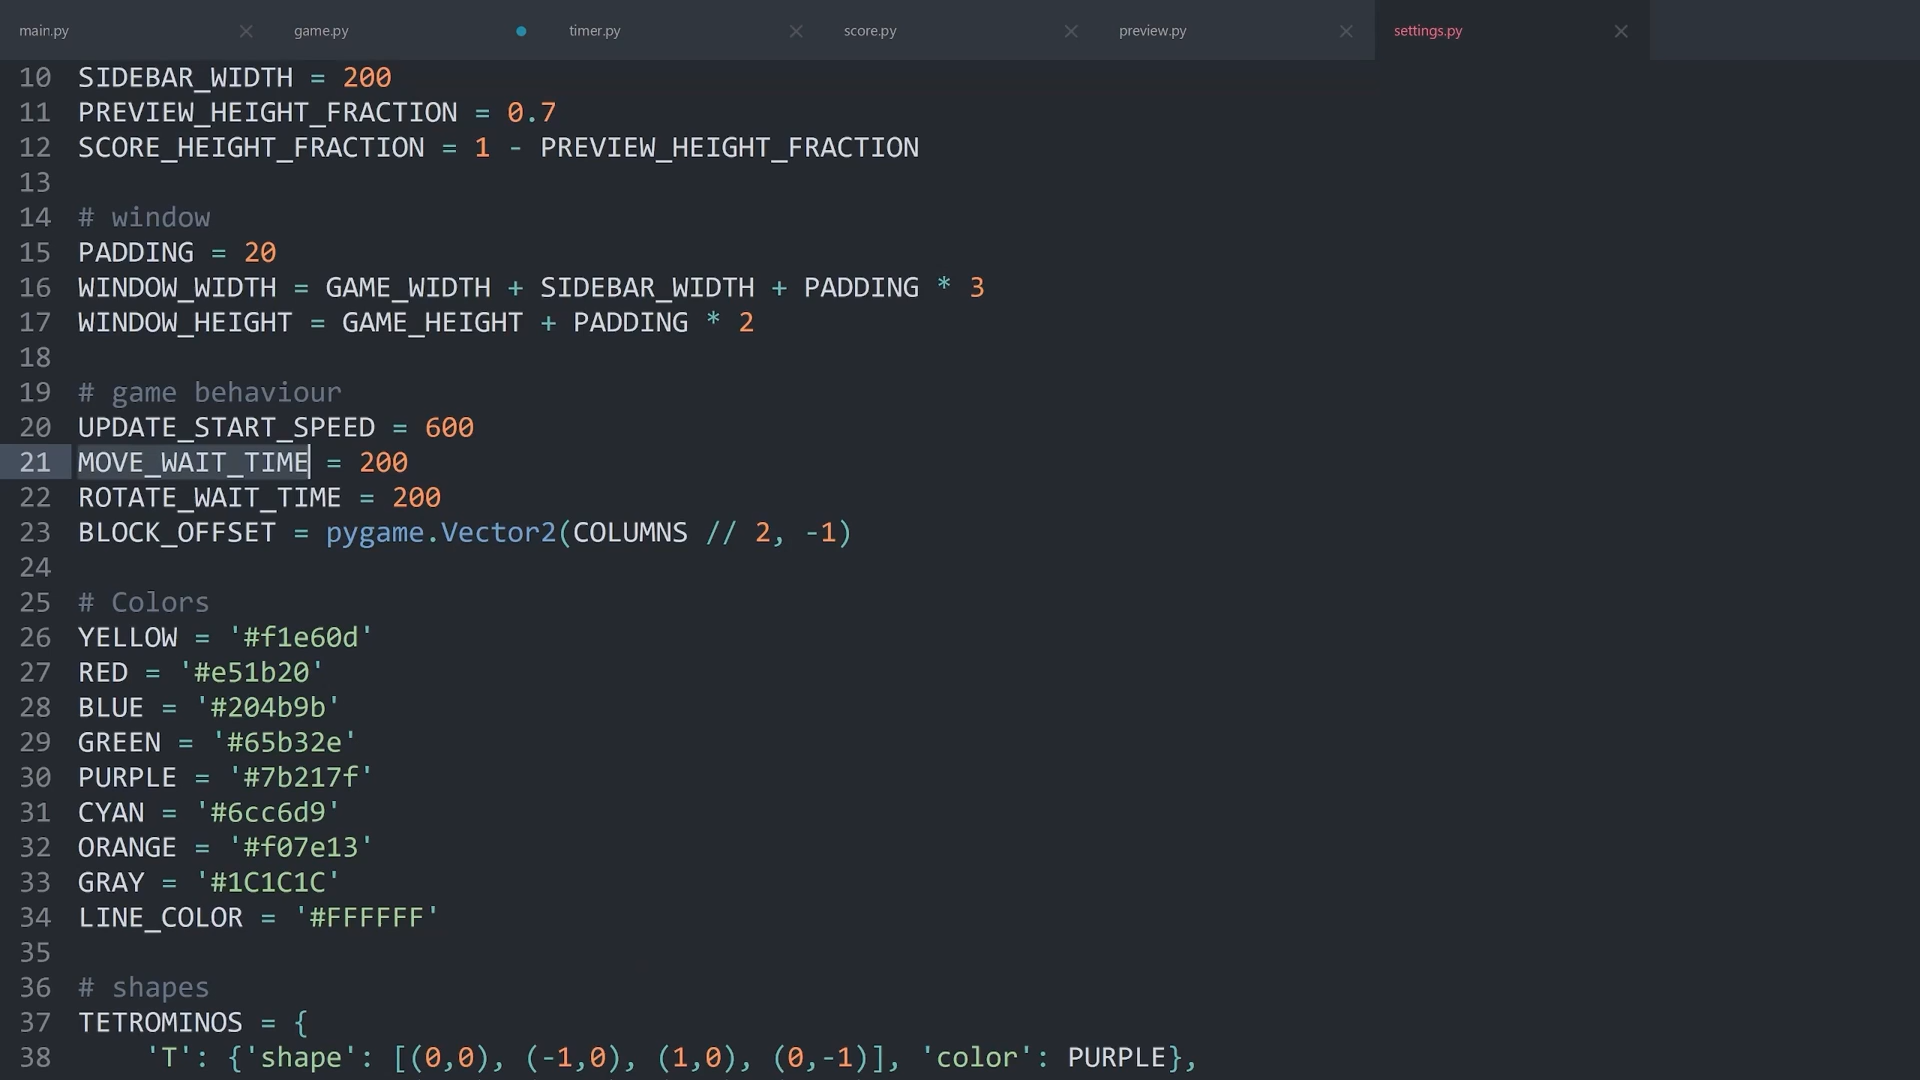 main.py game.py timer.py score.py preview.py settings.py
10 SIDEBAR_WIDTH = 200
11 PREVIEW_HEIGHT_FRACTION = 0.7
12 SCORE_HEIGHT_FRACTION = 1 - PREVIEW_HEIGHT_FRACTION
13
14 # window
15 PADDING = 20
16 WINDOW_WIDTH = GAME_WIDTH + SIDEBAR_WIDTH + PADDING * 3
17 WINDOW_HEIGHT = GAME_HEIGHT + PADDING * 2
18
19 # game behaviour
20 UPDATE_START_SPEED = 600
21 MOVE_WAIT_TIME = 200
22 ROTATE_WAIT_TIME = 200
23 BLOCK_OFFSET = pygame.Vector2(COLUMNS // 2, -1)
24
25 # Colors
26 YELLOW = '#f1e60d'
27 RED = '#e51b20'
28 BLUE = '#204b9b'
29 GREEN = '#65b32e'
30 PURPLE = '#7b217f'
31 CYAN = '#6cc6d9'
32 ORANGE = '#f07e13'
33 GRAY = '#1C1C1C'
34 LINE_COLOR = '#FFFFFF'
35
36 # shapes
37 TETROMINOS = {
38 'T': {'shape': [(0,0), (-1,0), (1,0), (0,-1)], 'color': PURPLE},